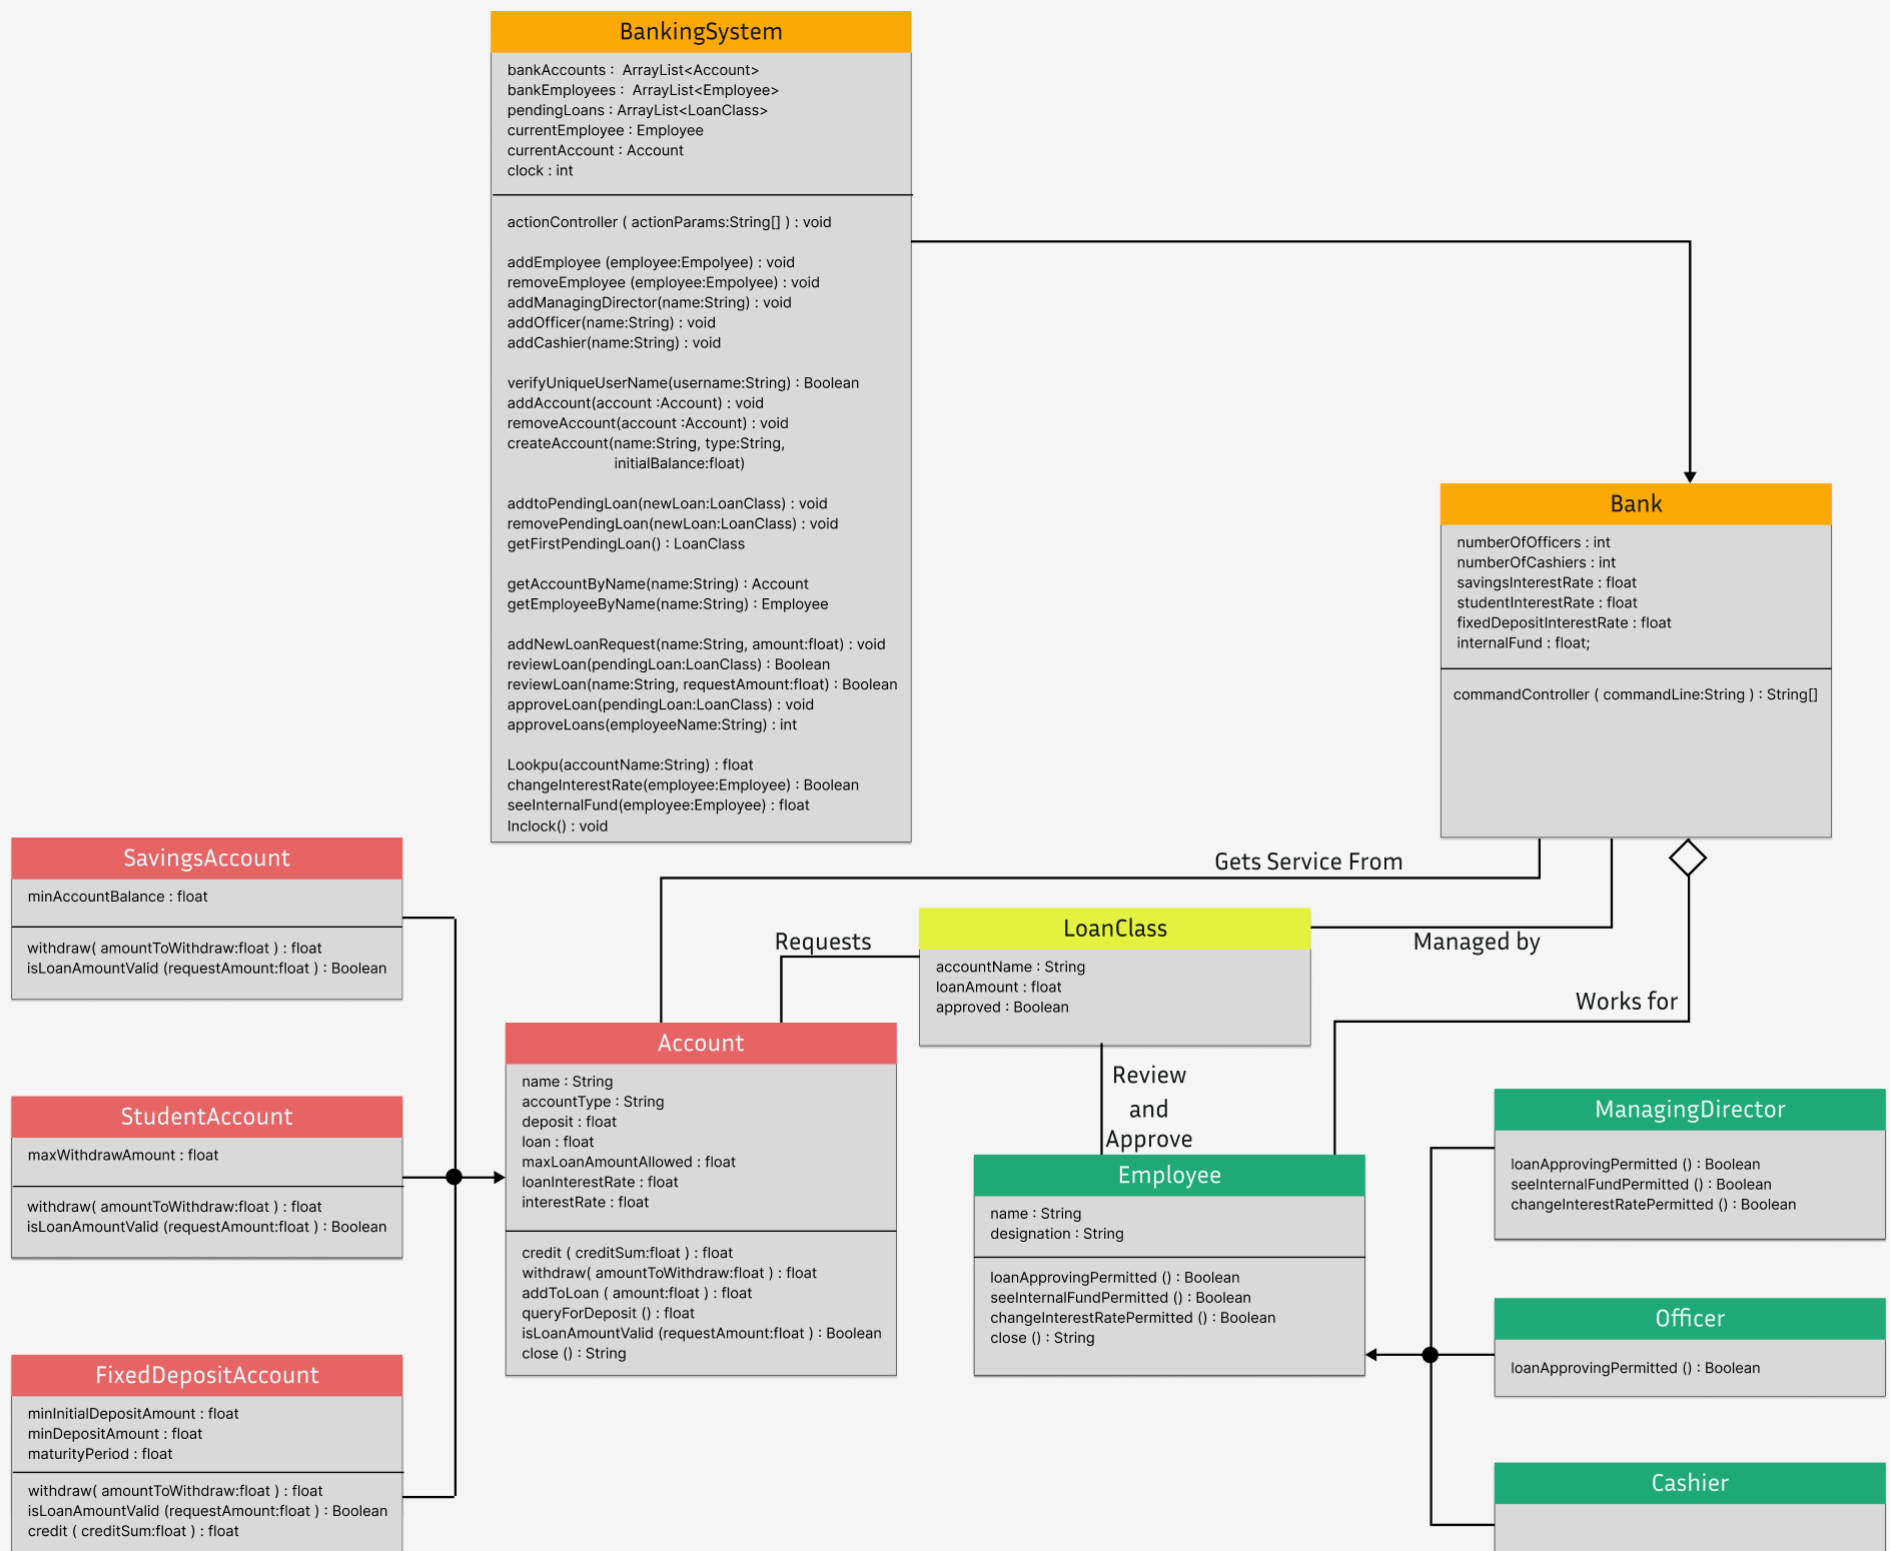 BankingSystem
bankAccounts :  ArrayList<Account>
bankEmployees :  ArrayList<Employee>
pendingLoans : ArrayList<LoanClass>
currentEmployee : Employee
currentAccount : Account
clock : int
actionController ( actionParams:String[] ) : void
addEmployee (employee:Empolyee) : void
removeEmployee (employee:Empolyee) : void
addManagingDirector(name:String) : void
addOfficer(name:String) : void
addCashier(name:String) : void
verifyUniqueUserName(username:String) : Boolean
addAccount(account :Account) : void
removeAccount(account :Account) : void
createAccount(name:String, type:String,
initialBalance:float)
addtoPendingLoan(newLoan:LoanClass) : void
removePendingLoan(newLoan:LoanClass) : void
getFirstPendingLoan() : LoanClass
getAccountByName(name:String) : Account
getEmployeeByName(name:String) : Employee
addNewLoanRequest(name:String, amount:float) : void
reviewLoan(pendingLoan:LoanClass) : Boolean
reviewLoan(name:String, requestAmount:float) : Boolean
approveLoan(pendingLoan:LoanClass) : void
approveLoans(employeeName:String) : int
Lookpu(accountName:String) : float
changeInterestRate(employee:Employee) : Boolean
seeInternalFund(employee:Employee) : float
Inclock() : void
Bank
numberOfOfficers : int
numberOfCashiers : int
savingsInterestRate : float
studentInterestRate : float
fixedDepositInterestRate : float
internalFund : float;
commandController ( commandLine:String ) : String[]
Gets Service From
Requests
Managed by
Works for
Review
and
Approve
SavingsAccount
minAccountBalance : float
withdraw( amountToWithdraw:float ) : float
isLoanAmountValid (requestAmount:float ) : Boolean
StudentAccount
maxWithdrawAmount : float
withdraw( amountToWithdraw:float ) : float
isLoanAmountValid (requestAmount:float ) : Boolean
FixedDepositAccount
minInitialDepositAmount : float
minDepositAmount : float
maturityPeriod : float
withdraw( amountToWithdraw:float ) : float
isLoanAmountValid (requestAmount:float ) : Boolean
credit ( creditSum:float ) : float
Account
name : String
accountType : String
deposit : float
loan : float
maxLoanAmountAllowed : float
loanInterestRate : float
interestRate : float
credit ( creditSum:float ) : float
withdraw( amountToWithdraw:float ) : float
addToLoan ( amount:float ) : float
queryForDeposit () : float
isLoanAmountValid (requestAmount:float ) : Boolean
close () : String
LoanClass
accountName : String
loanAmount : float
approved : Boolean
Employee
name : String
designation : String
loanApprovingPermitted () : Boolean
seeInternalFundPermitted () : Boolean
changeInterestRatePermitted () : Boolean
close () : String
ManagingDirector
loanApprovingPermitted () : Boolean
seeInternalFundPermitted () : Boolean
changeInterestRatePermitted () : Boolean
Officer
loanApprovingPermitted () : Boolean
Cashier